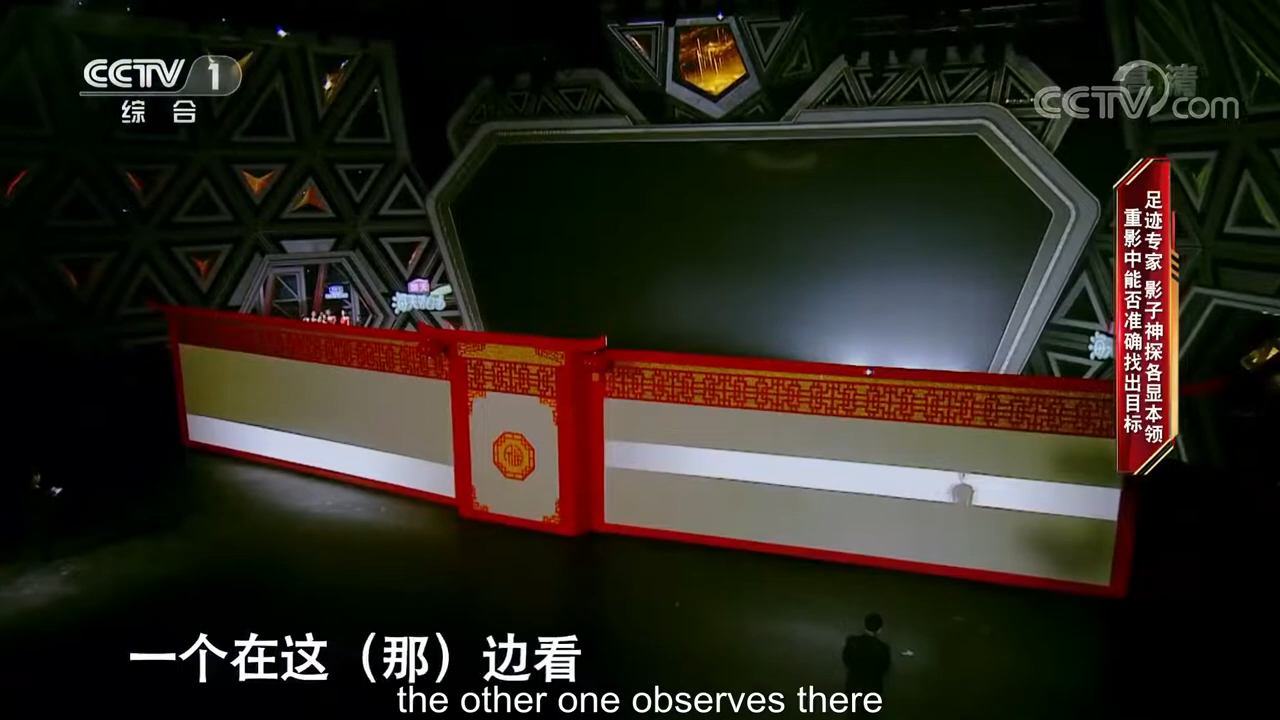 CCTV 1
综合
高清
CCTV.com
足迹专家 影子神探各显本领
重影中能否准确找出目标
一个在这（那）边看
the other one observes there